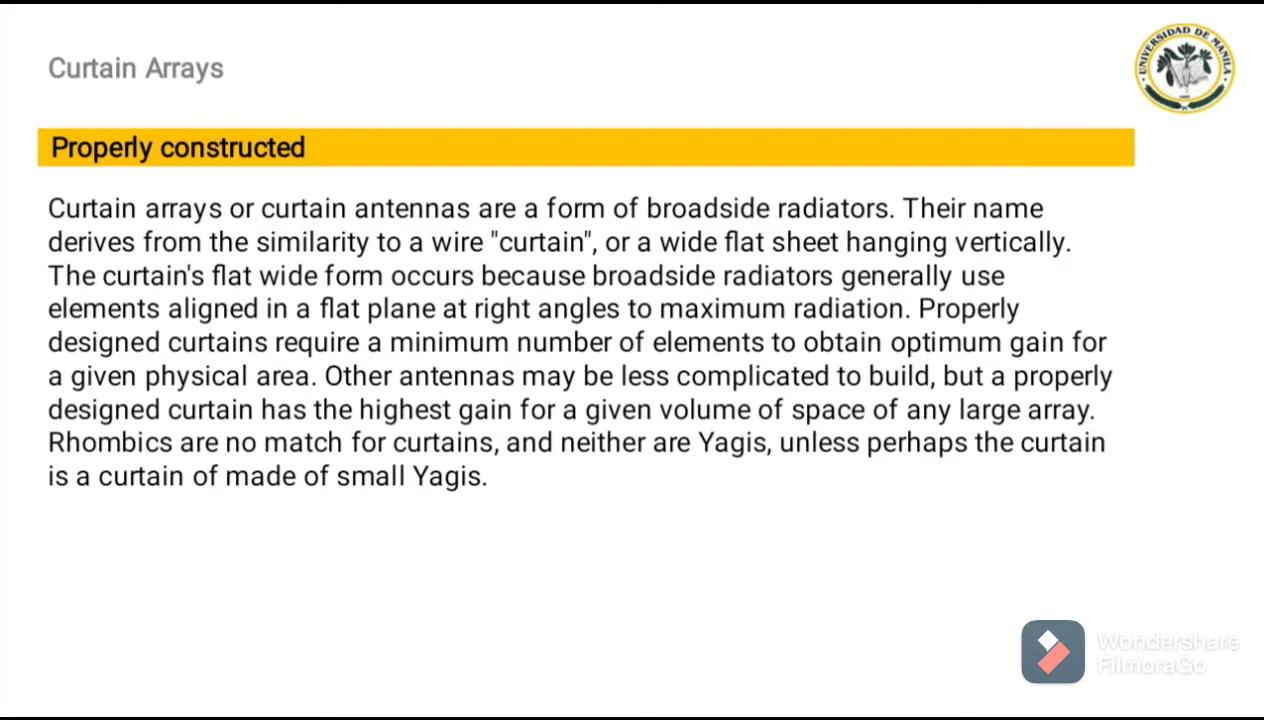 Curtain Arrays
UNIVERSIDAD DE MANILA
Properly constructed
Curtain arrays or curtain antennas are a form of broadside radiators. Their name
derives from the similarity to a wire "curtain", or a wide flat sheet hanging vertically.
The curtain's flat wide form occurs because broadside radiators generally use
elements aligned in a flat plane at right angles to maximum radiation. Properly
designed curtains require a minimum number of elements to obtain optimum gain for
a given physical area. Other antennas may be less complicated to build, but a properly
designed curtain has the highest gain for a given volume of space of any large array.
Rhombics are no match for curtains, and neither are Yagis, unless perhaps the curtain
is a curtain of made of small Yagis.
Wondershare
FilmoraGo